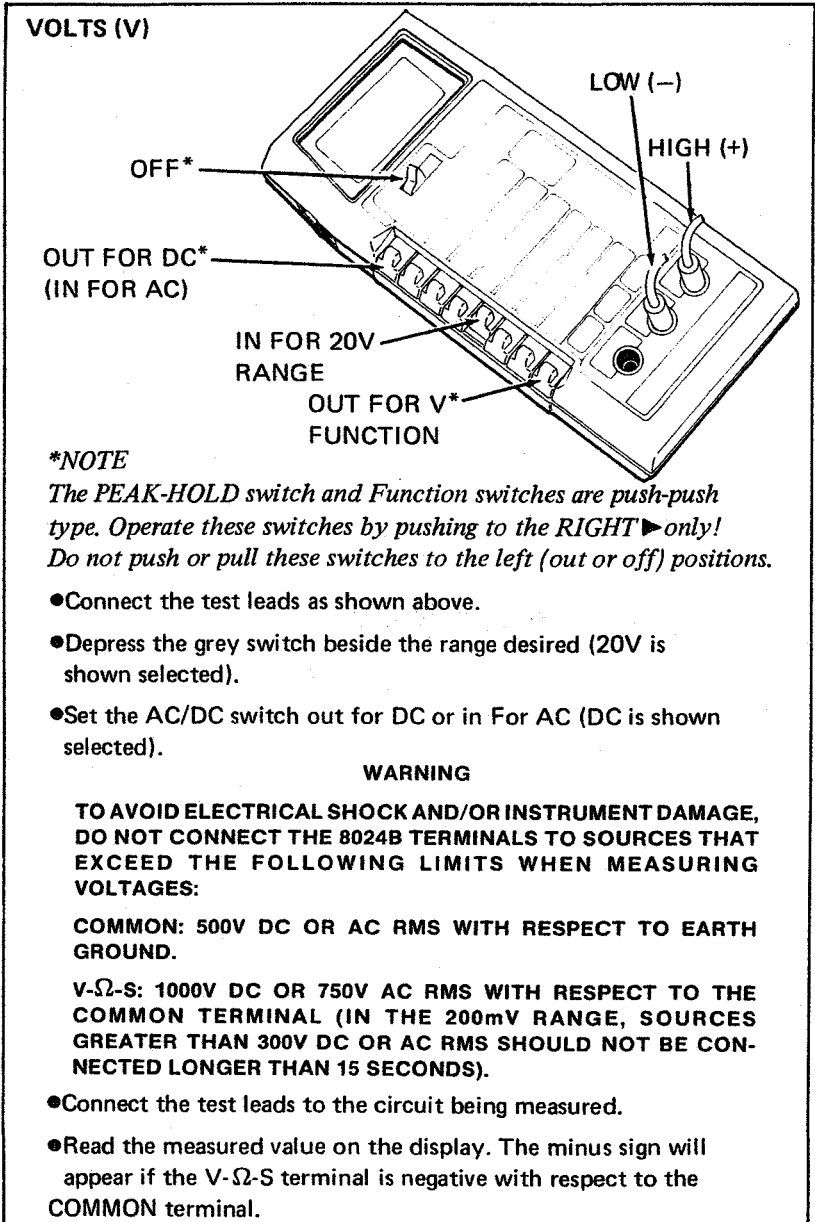 VOLTS (V)
LOW (—)
HIGH (+)
OFF*
OUT FOR DC*
(IN FOR AC)
IN FOR 20V
RANGE
OUT FOR V*
FUNCTION
*NOTE
The PEAK-HOLD switch and Function switches are push-push
type. Operate these switches by pushing to the RIGHT ▶ only!
Do not push or pull these switches to the left (out or off) positions.
●Connect the test leads as shown above.
●Depress the grey switch beside the range desired (20V is
shown selected).
●Set the AC/DC switch out for DC or in For AC (DC is shown
selected).
WARNING
TO AVOID ELECTRICAL SHOCK AND/OR INSTRUMENT DAMAGE,
DO NOT CONNECT THE 8024B TERMINALS TO SOURCES THAT
EXCEED THE FOLLOWING LIMITS WHEN MEASURING
VOLTAGES:
COMMON: 500V DC OR AC RMS WITH RESPECT TO EARTH
GROUND.
V-Ω-S: 1000V DC OR 750V AC RMS WITH RESPECT TO THE
COMMON TERMINAL (IN THE 200mV RANGE, SOURCES
GREATER THAN 300V DC OR AC RMS SHOULD NOT BE CON-
NECTED LONGER THAN 15 SECONDS).
●Connect the test leads to the circuit being measured.
●Read the measured value on the display. The minus sign will
appear if the V-Ω-S terminal is negative with respect to the
COMMON terminal.